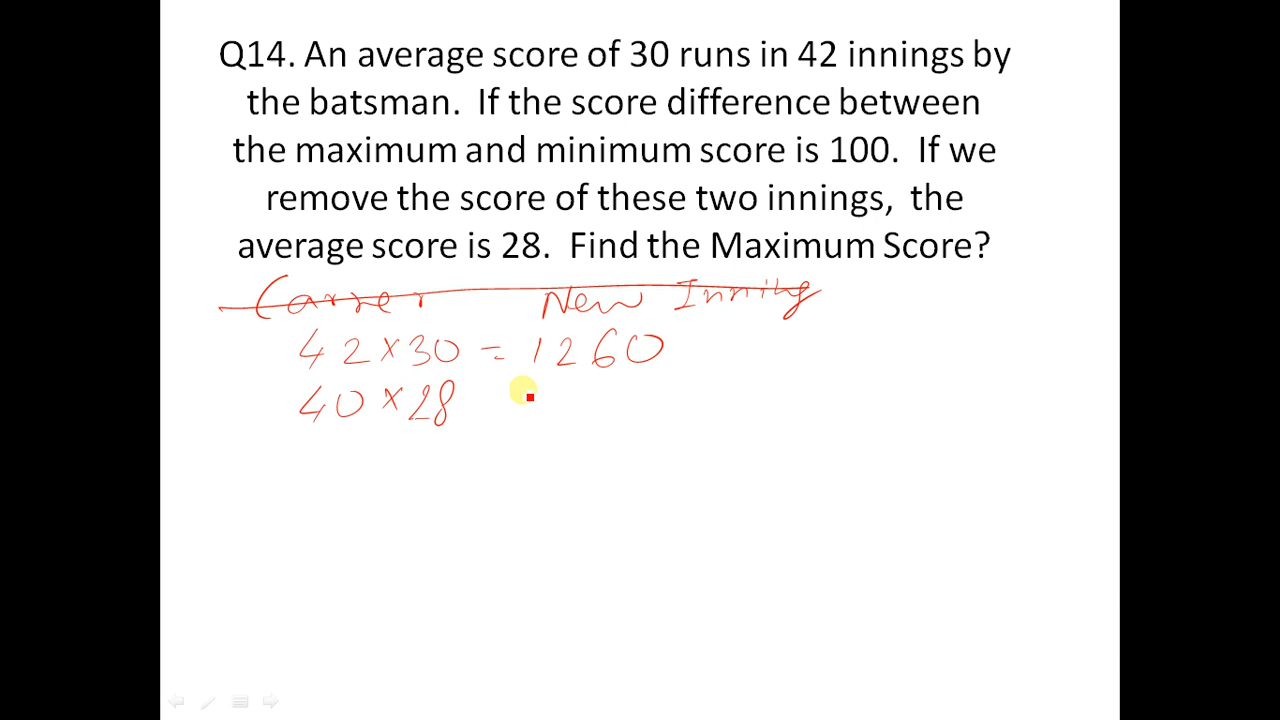 Q14. An average score of 30 runs in 42 innings by
the batsman. If the score difference between
the maximum and minimum score is 100. If we
remove the score of these two innings, the
average score is 28. Find the Maximum Score?
Carrer New Inning
42 × 30 = 1260
40 × 28